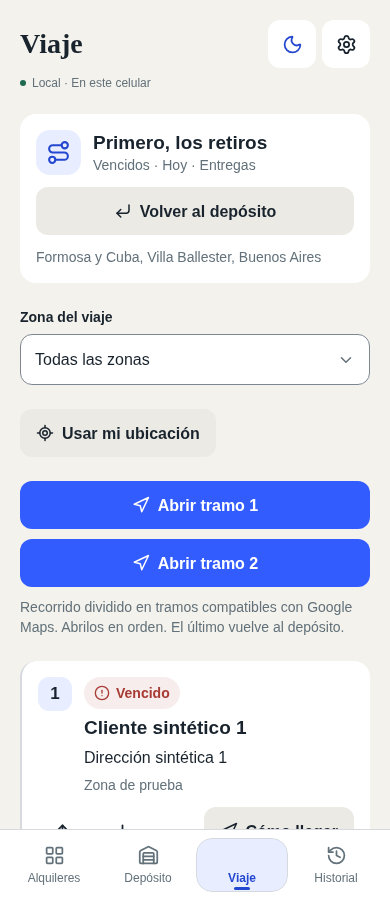 Viaje
Local · En este celular
Primero, los retiros
Vencidos · Hoy · Entregas
Volver al depósito
Formosa y Cuba, Villa Ballester, Buenos Aires
Zona del viaje
Todas las zonas
Usar mi ubicación
Abrir tramo 1
Abrir tramo 2
Recorrido dividido en tramos compatibles con Google
Maps. Abrilos en orden. El último vuelve al depósito.
1
Vencido
Cliente sintético 1
Dirección sintética 1
Zona de prueba
Cómo llegar
Alquileres
Depósito
Viaje
Historial